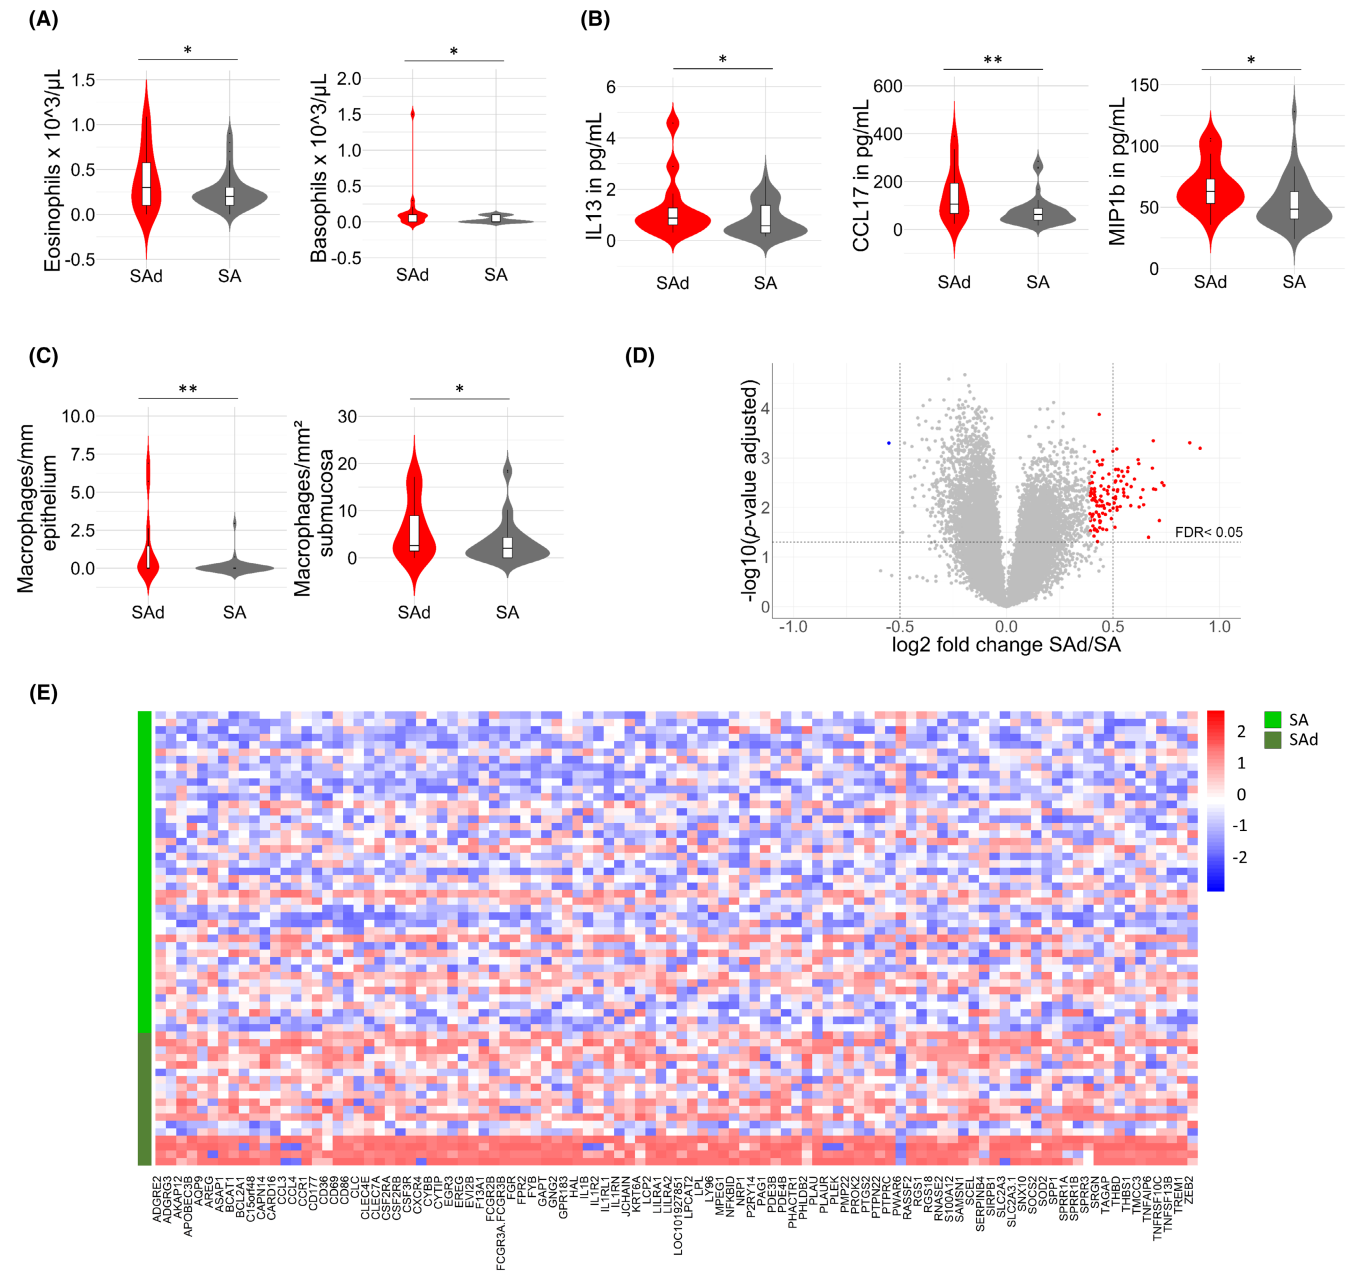 (A)
(B)
*
*
Eosinophils x 10^3/µL
1.5
1.0
0.5
0.0
-0.5
SAd
SA
Basophils x 10^3/µL
2.0
1.5
1.0
0.5
0.0
-0.5
SAd
SA
*
**
*
IL13 in pg/mL
6
4
2
0
SAd
SA
CCL17 in pg/mL
600
400
200
0
SAd
SA
MIP1b in pg/mL
150
100
50
0
SAd
SA
(C)
(D)
**
*
Macrophages/mm
epithelium
10.0
7.5
5.0
2.5
0.0
SAd
SA
Macrophages/mm²
submucosa
30
20
10
0
SAd
SA
-log10(p-value adjusted)
4
3
2
1
0
FDR< 0.05
-1.0
-0.5
0.0
0.5
1.0
log2 fold change SAd/SA
(E)
2
1
0
-1
-2
SA
SAd
ADGRE2
ADGRG3
AKAP12
APOBEC3B
AQP9
AREG
ASAP1
BCAT1
BCL2A1
C15orf48
CAPN14
CARD16
CCL3
CCL4
CCR1
CD177
CD36
CD69
CD86
CLC
CLEC4E
CLEC7A
CSF2RA
CSF2RB
CSF3R
CXCR4
CYBB
CYTIP
EGR3
EREG
EVI2B
F13A1
FCGR2B
FCGR3A.FCGR3B
FGR
FPR2
FYB
GAPT
GNG2
GPR183
HAL
IL1B
IL1R2
IL1RL1
IL1RN
JCHAIN
KRT6A
LCP2
LILRA1
LILRA2
LOC101927851
LPCAT2
LPL
LY96
MPEG1
NFKBID
NRP1
P2RY14
PAG1
PDE3B
PDE4B
PHACTR1
PHLDB2
PLAU
PLAUR
PLEK
PMP22
PROK2
PTGS2
PTPN22
PTPRC
PWAR6
RASSF2
RGS1
RGS18
RNASE2
S100A12
SAMSN1
SCEL
SERPINB4
SIRPB1
SLC2A3
SLC2A3.1
SNX10
SOCS2
SOD2
SPRR1A
SPRR1B
SPRR3
SRGN
TAGAP
THBD
THBS1
TIMCD6
TNFAIP6
TNFRSF10C
TNFSF13B
TREM1
ZEB2